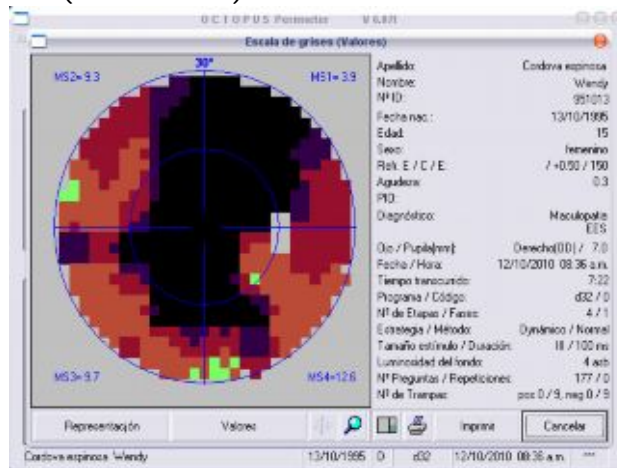 OCTOPUS Perimeter V 6.07f
Escala de grises (Valores)
30°
MS2= 9.3
MS1= 3.9
MS3= 9.7
MS4=12.6
Apellido: Cordova espinosa
Nombre: Wendy
Nº ID: 951013
Fecha nac.: 13/10/1995
Edad: 15
Sexo: femenino
Refr. E / C / E: / +0.50 / 150
Agudeza: 0.3
PIO:
Diagnóstico: Maculopatie
EES
Ojo / Pupila[mm]: Derecho(OD) / 7.0
Fecha / Hora: 12/10/2010 08:36 a.m.
Tiempo transcurrido: 7:22
Programa / Código: d32 / 0
Nº de Etapas / Fases: 4 / 1
Estrategia / Método: Dynámico / Normal
Tamaño estímulo / Duración: III / 100 ms
Luminosidad del fondo: 4 asb
Nº Preguntas / Repeticiones: 177 / 0
Nº de Trampas: pos 0 / 9, neg 0 / 9
Representación
Valores
Imprimir
Cancelar
Cordova espinosa Wendy 13/10/1995 D d32 12/10/2010 08:36 a.m. ***